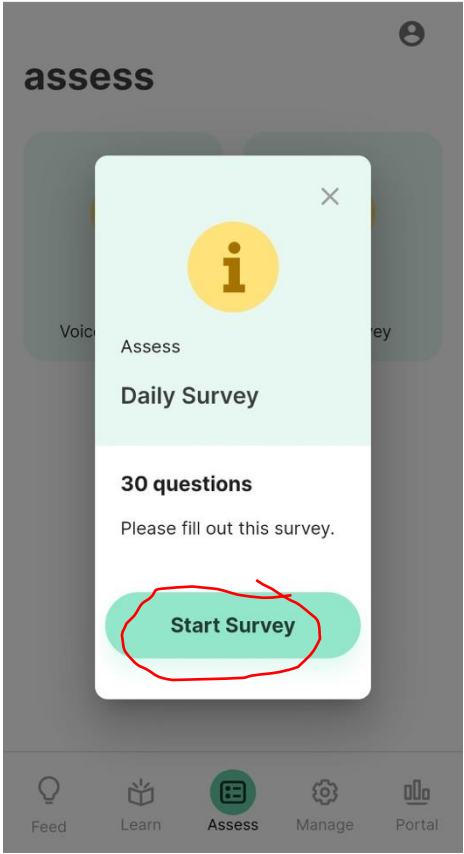 assess
Voic
vey
Assess
Daily Survey
30 questions
Please fill out this survey.
Start Survey
Feed
Learn
Assess
Manage
Portal